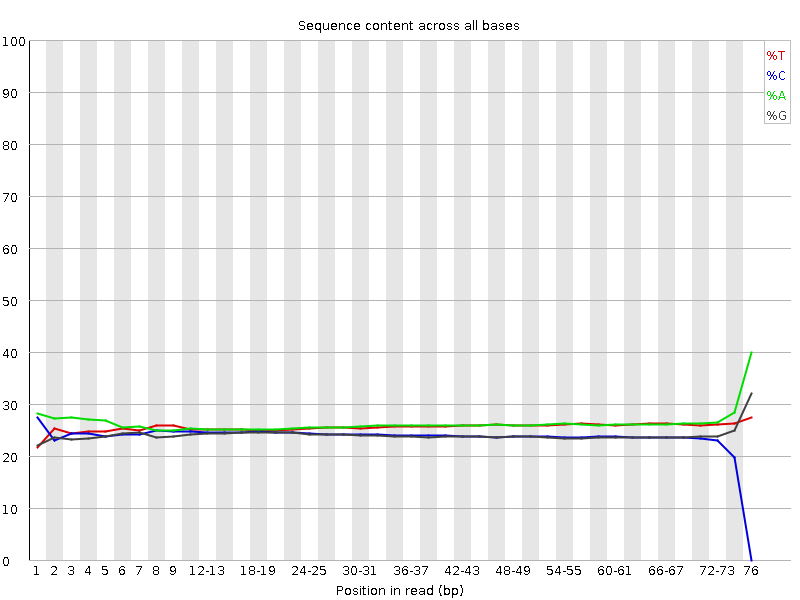 Sequence content across all bases
100
90
80
70
60
50
40
30
20
10
0
%T
%C
%A
%G
1 2 3 4 5 6 7 8 9 12-13 18-19 24-25 30-31 36-37 42-43 48-49 54-55 60-61 66-67 72-73 76
Position in read (bp)